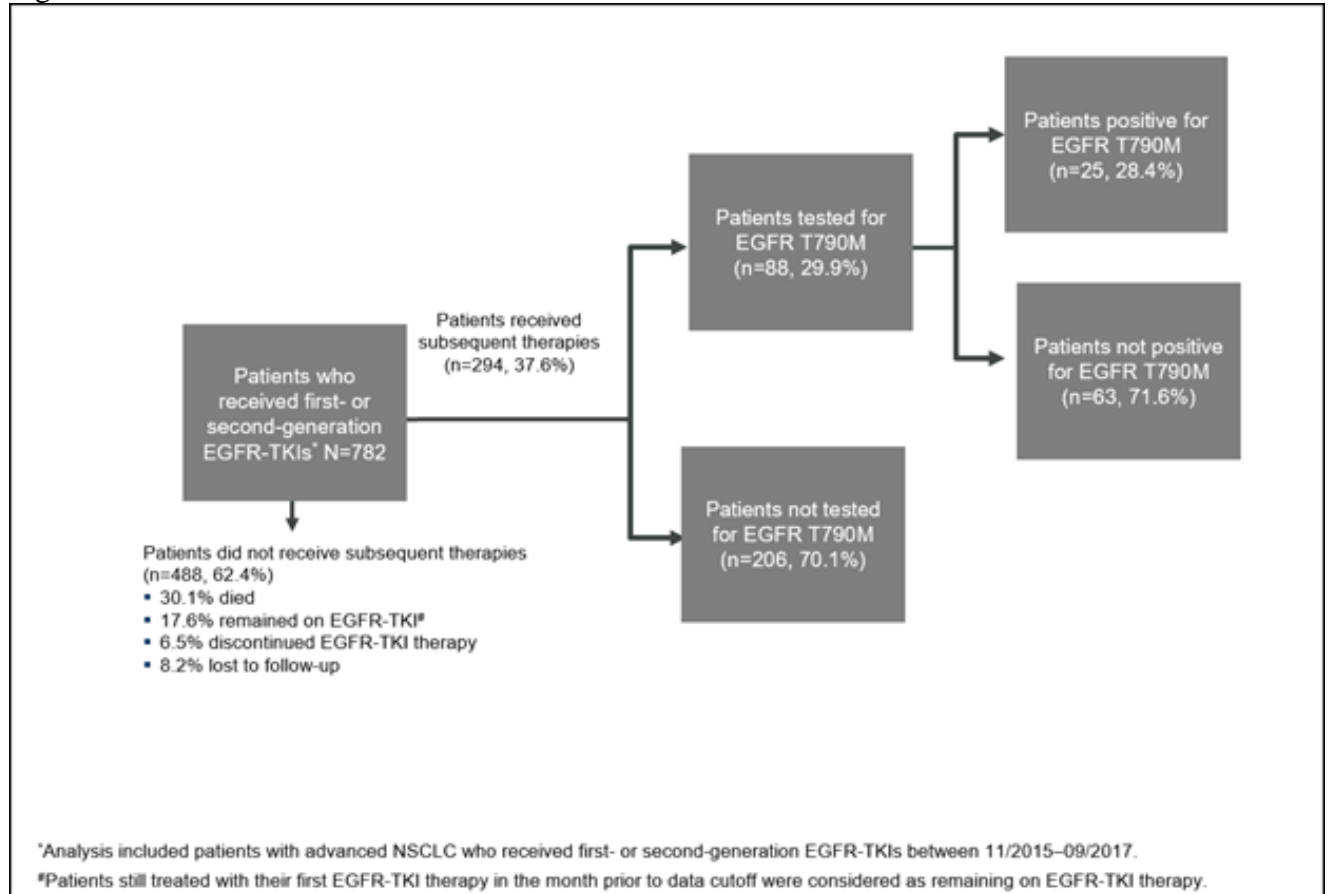 Patients who
received first- or
second-generation
EGFR-TKIs* N=782
Patients did not receive subsequent therapies
(n=488, 62.4%)
▪ 30.1% died
▪ 17.6% remained on EGFR-TKI#
▪ 6.5% discontinued EGFR-TKI therapy
▪ 8.2% lost to follow-up
Patients received
subsequent therapies
(n=294, 37.6%)
Patients tested for
EGFR T790M
(n=88, 29.9%)
Patients not tested
for EGFR T790M
(n=206, 70.1%)
Patients positive for
EGFR T790M
(n=25, 28.4%)
Patients not positive
for EGFR T790M
(n=63, 71.6%)
*Analysis included patients with advanced NSCLC who received first- or second-generation EGFR-TKIs between 11/2015–09/2017.
#Patients still treated with their first EGFR-TKI therapy in the month prior to data cutoff were considered as remaining on EGFR-TKI therapy.